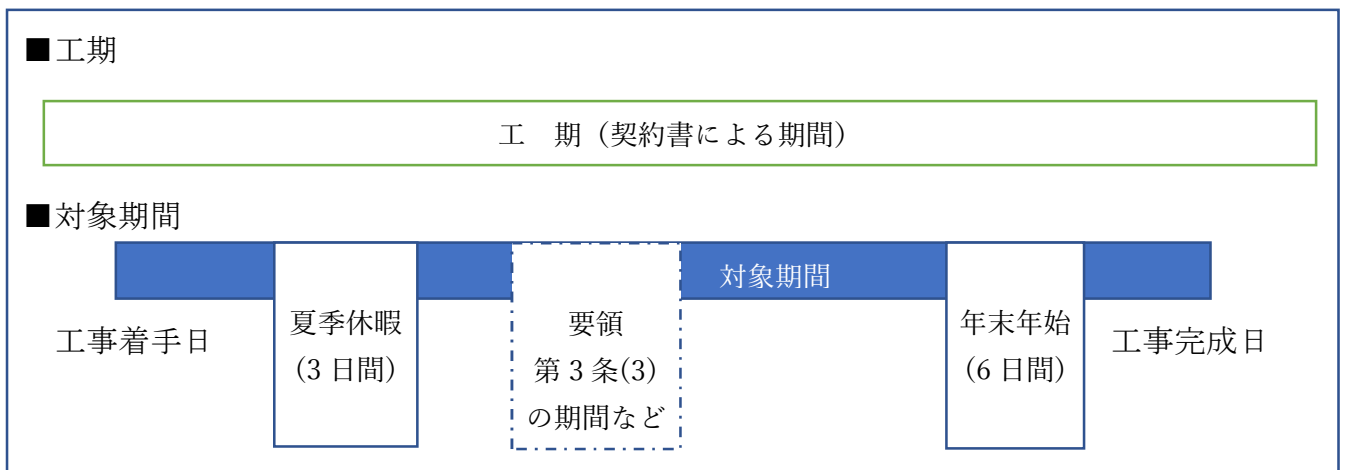 ■工期
工　期（契約書による期間）
■対象期間
対象期間
工事着手日
夏季休暇
（3 日間）
要領
第 3 条(3)
の期間など
年末年始
（6 日間）
工事完成日